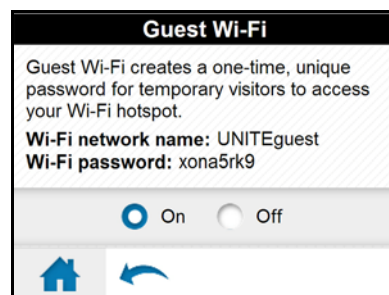 Guest Wi-Fi
Guest Wi-Fi creates a one-time, unique
password for temporary visitors to access
your Wi-Fi hotspot.
Wi-Fi network name: UNITEguest
Wi-Fi password: xona5rk9
On Off